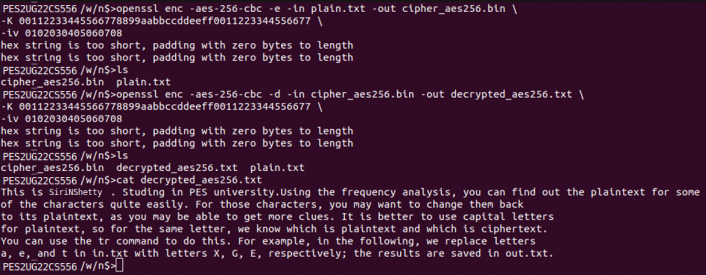 PES2UG22CS556/w/n$>openssl enc -aes-256-cbc -e -in plain.txt -out cipher_aes256.bin \
-K 00112233445566778899aabbccddeeff0011223344556677 \
-iv 0102030405060708
hex string is too short, padding with zero bytes to length
hex string is too short, padding with zero bytes to length
PES2UG22CS556/w/n$>ls
cipher_aes256.bin  plain.txt
PES2UG22CS556/w/n$>openssl enc -aes-256-cbc -d -in cipher_aes256.bin -out decrypted_aes256.txt \
-K 00112233445566778899aabbccddeeff0011223344556677 \
-iv 0102030405060708
hex string is too short, padding with zero bytes to length
hex string is too short, padding with zero bytes to length
PES2UG22CS556/w/n$>ls
cipher_aes256.bin  decrypted_aes256.txt  plain.txt
PES2UG22CS556/w/n$>cat decrypted_aes256.txt
This is SiriNShetty . Studing in PES university.Using the frequency analysis, you can find out the plaintext for some
of the characters quite easily. For those characters, you may want to change them back
to its plaintext, as you may be able to get more clues. It is better to use capital letters
for plaintext, so for the same letter, we know which is plaintext and which is ciphertext.
You can use the tr command to do this. For example, in the following, we replace letters
a, e, and t in in.txt with letters X, G, E, respectively; the results are saved in out.txt.
PES2UG22CS556/w/n$>